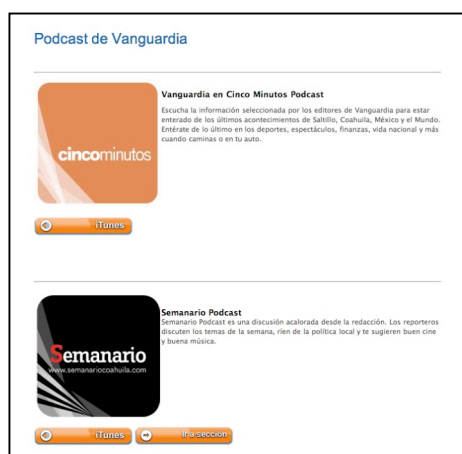 Podcast de Vanguardia
Vanguardia en Cinco Minutos Podcast
Escucha la información seleccionada por los editores de Vanguardia para estar
enterado de los últimos acontecimientos de Saltillo, Coahuila, México y el Mundo.
Entérate de lo último en los deportes, espectáculos, finanzas, vida nacional y más
cuando caminas o en tu auto.
cincominutos
iTunes
Semanario Podcast
Semanario Podcast es una discusión acalorada desde la redacción. Los reporteros
discuten los temas de la semana, ríen de la política local y te sugieren buen cine
y buena música.
Semanario
www.semanariocoahuila.com
iTunes
Ir a seccion